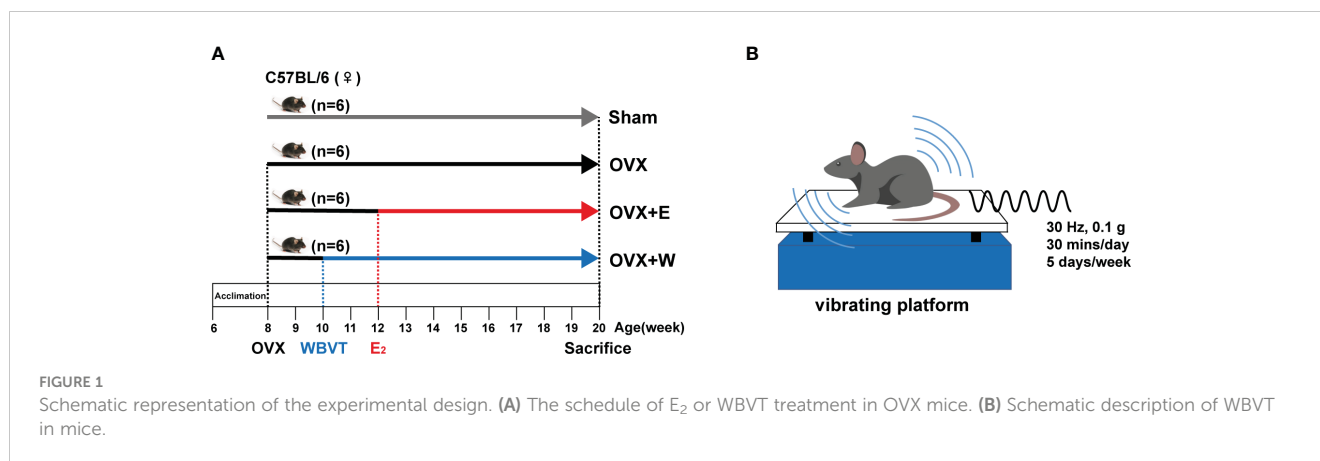 A
C57BL/6 (♀)
(n=6)
Sham
(n=6)
OVX
(n=6)
OVX+E
(n=6)
OVX+W
Acclimation
6 8 9 10 11 12 13 14 15 16 17 18 19 20 Age(week)
OVX WBVT E₂ Sacrifice
B
30 Hz, 0.1 g
30 mins/day
5 days/week
vibrating platform
FIGURE 1
Schematic representation of the experimental design. (A) The schedule of E₂ or WBVT treatment in OVX mice. (B) Schematic description of WBVT
in mice.